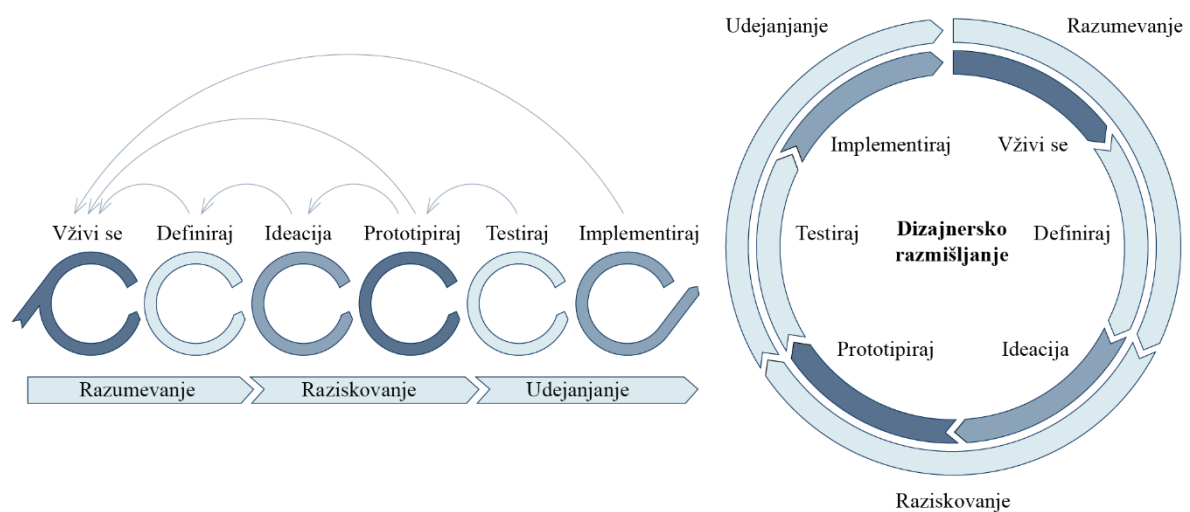 Vživi se
Definiraj
Ideacija
Prototipiraj
Testiraj
Implementiraj
Razumevanje
Raziskovanje
Udejanjanje
Udejanjanje
Razumevanje
Implementiraj
Vživi se
Testiraj
Dizajnersko
razmišljanje
Definiraj
Prototipiraj
Ideacija
Raziskovanje